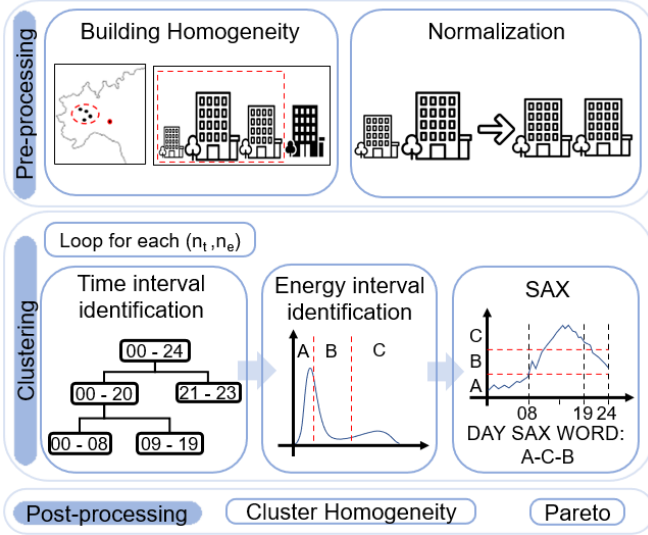 Pre-processing
Building Homogeneity
Normalization
Clustering
Loop for each (nt,ne)
Time interval
identification
00 - 24
00 - 20
21 - 23
00 - 08
09 - 19
Energy interval
identification
A
B
C
SAX
C
B
A
08
19
24
DAY SAX WORD:
A-C-B
Post-processing
Cluster Homogeneity
Pareto